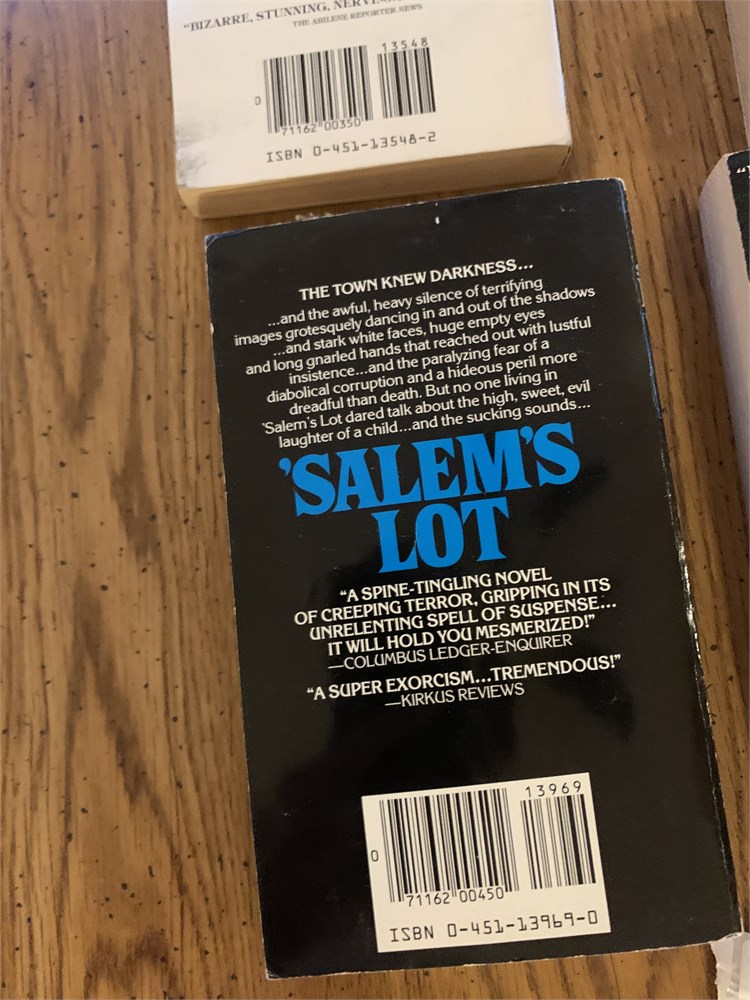 "BIZARRE, STUNNING,
THE ABILENE REPORTER NEWS
13548
0
71162 00350
ISBN 0-451-13548-2
THE TOWN KNEW DARKNESS...
...and the awful, heavy silence of terrifying
images grotesquely dancing in and out of the shadows
...and stark white faces, huge empty eyes
and long gnarled hands that reached out with lustful
insistence...and the paralyzing fear of a
diabolical corruption and a hideous peril more
dreadful than death. But no one living in
'Salem's Lot dared talk about the high, sweet, evil
laughter of a child...and the sucking sounds...
'SALEM'S
LOT
"A SPINE-TINGLING NOVEL
OF CREEPING TERROR, GRIPPING IN ITS
UNRELENTING SPELL OF SUSPENSE...
IT WILL HOLD YOU MESMERIZED!"
—COLUMBUS LEDGER-ENQUIRER
"A SUPER EXORCISM...TREMENDOUS!"
—KIRKUS REVIEWS
13969
0
71162 00450
ISBN 0-451-13969-0